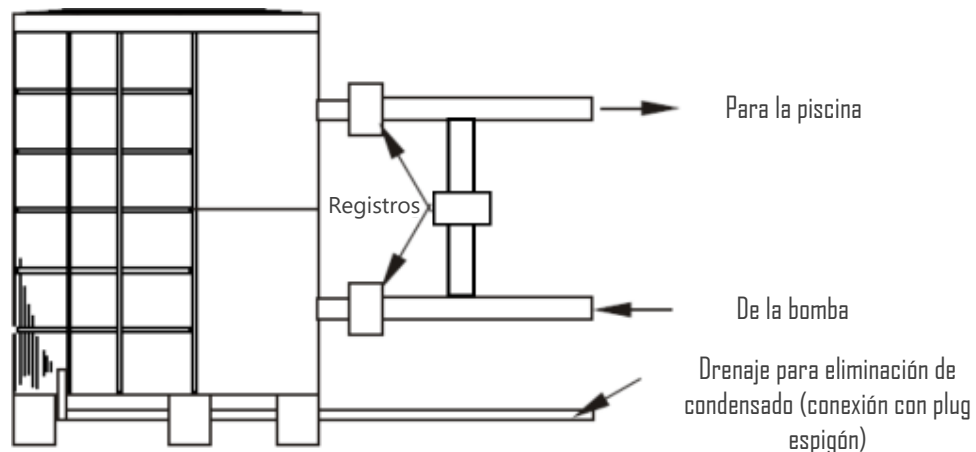 Para la piscina
Registros
De la bomba
Drenaje para eliminación de
condensado (conexión con plug
espigón)